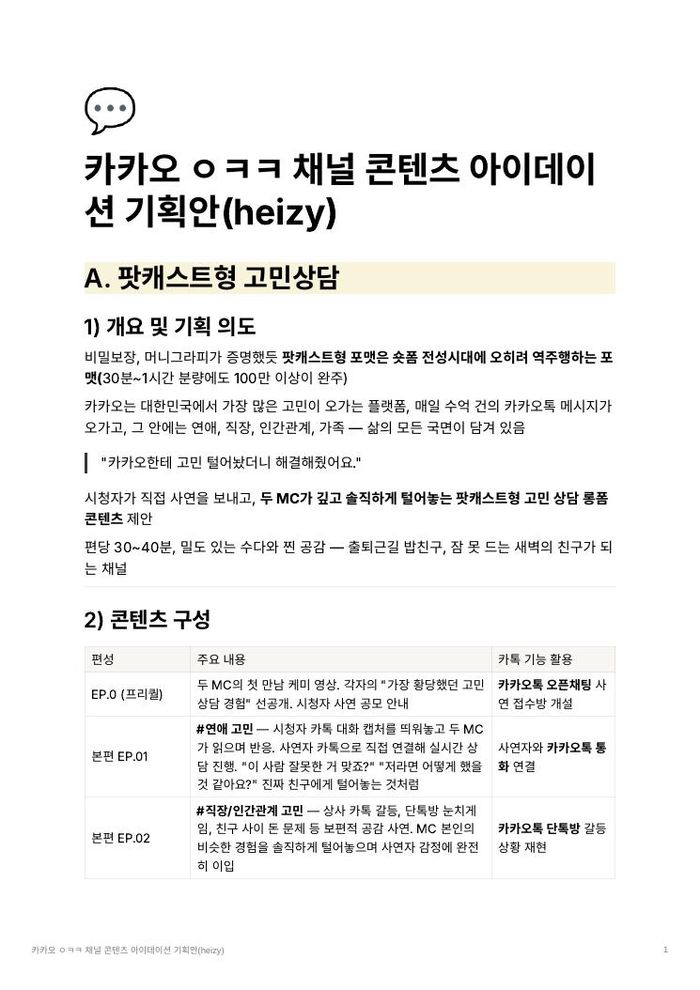 카카오 ㅇㅋㅋ 채널 콘텐츠 아이데이
션 기획안(heizy)
A. 팟캐스트형 고민상담
1) 개요 및 기획 의도
비밀보장, 머니그라피가 증명했듯 팟캐스트형 포맷은 숏폼 전성시대에 오히려 역주행하는 포
맷(30분~1시간 분량에도 100만 이상이 완주)
카카오는 대한민국에서 가장 많은 고민이 오가는 플랫폼, 매일 수억 건의 카카오톡 메시지가
오가고, 그 안에는 연애, 직장, 인간관계, 가족 — 삶의 모든 국면이 담겨 있음
"카카오한테 고민 털어놨더니 해결해줬어요."
시청자가 직접 사연을 보내고, 두 MC가 깊고 솔직하게 털어놓는 팟캐스트형 고민 상담 롱폼
콘텐츠 제안
편당 30~40분, 밀도 있는 수다와 찐 공감 — 출퇴근길 밥친구, 잠 못 드는 새벽의 친구가 되
는 채널
2) 콘텐츠 구성
편성 주요 내용 카톡 기능 활용
EP.0 (프리퀄)
두 MC의 첫 만남 케미 영상. 각자의 "가장 황당했던 고민
상담 경험" 선공개. 시청자 사연 공모 안내
카카오톡 오픈채팅 사
연 접수방 개설
본편 EP.01
#연애 고민 — 시청자 카톡 대화 캡처를 띄워놓고 두 MC
가 읽으며 반응. 사연자 카톡으로 직접 연결해 실시간 상
담 진행. "이 사람 잘못한 거 맞죠?" "저라면 어떻게 했을
것 같아요?" 진짜 친구에게 털어놓는 것처럼
사연자와 카카오톡 통
화 연결
본편 EP.02
#직장/인간관계 고민 — 상사 카톡 갈등, 단톡방 눈치게
임, 친구 사이 돈 문제 등 보편적 공감 사연. MC 본인의
비슷한 경험을 솔직하게 털어놓으며 사연자 감정에 완전
히 이입
카카오톡 단톡방 갈등
상황 재현
카카오 ㅇㅋㅋ 채널 콘텐츠 아이데이션 기획안(heizy) 1